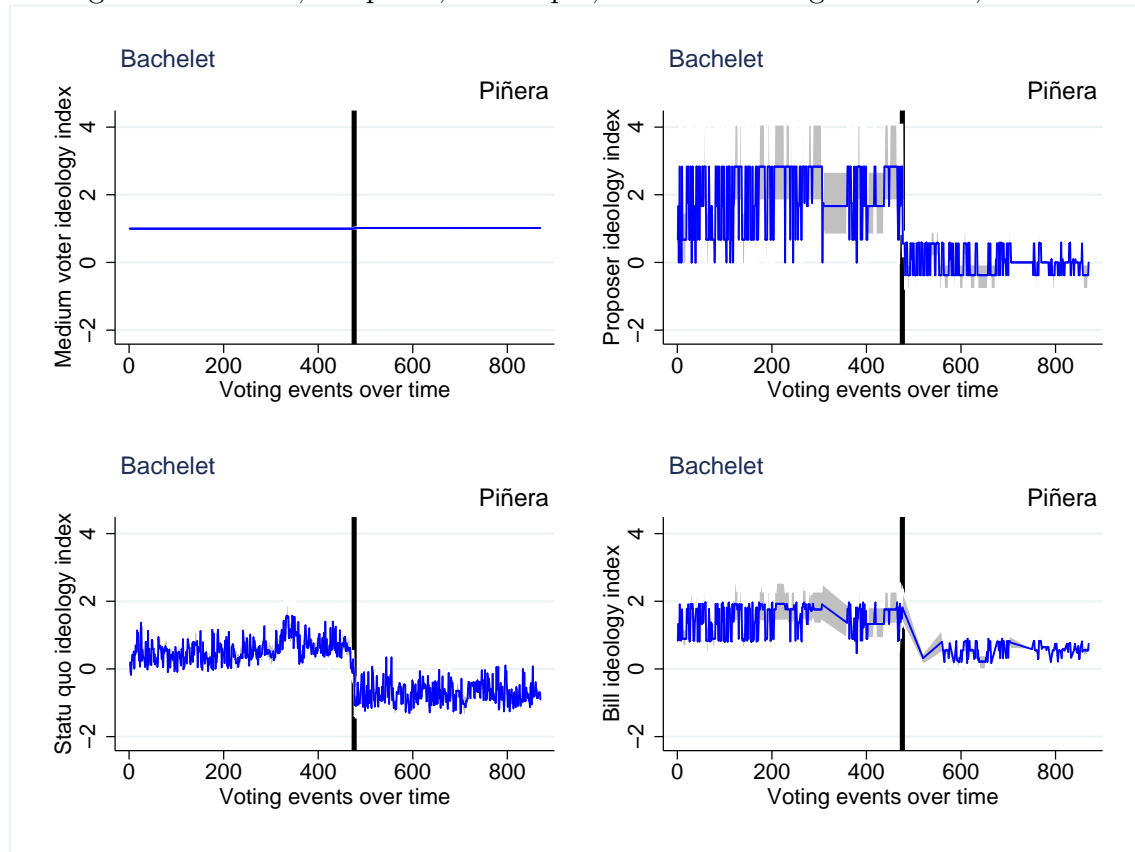 Bachelet
Piñera
Medium voter ideology index
4
2
0
−2
0 200 400 600 800
Voting events over time
Bachelet
Piñera
Proposer ideology index
4
2
0
−2
0 200 400 600 800
Voting events over time
Bachelet
Piñera
Statu quo ideology index
4
2
0
−2
0 200 400 600 800
Voting events over time
Bachelet
Piñera
Bill ideology index
4
2
0
−2
0 200 400 600 800
Voting events over time